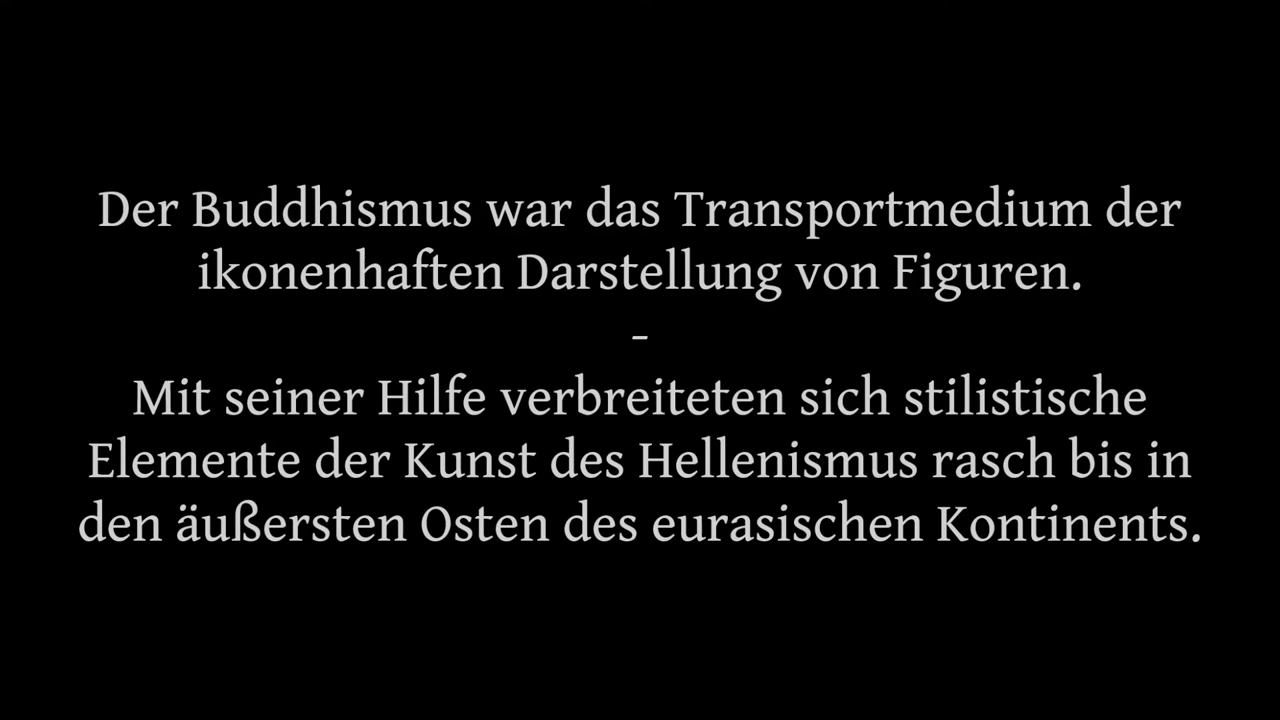 Der Buddhismus war das Transportmedium der
ikonenhaften Darstellung von Figuren.
-
Mit seiner Hilfe verbreiteten sich stilistische
Elemente der Kunst des Hellenismus rasch bis in
den äußersten Osten des eurasischen Kontinents.